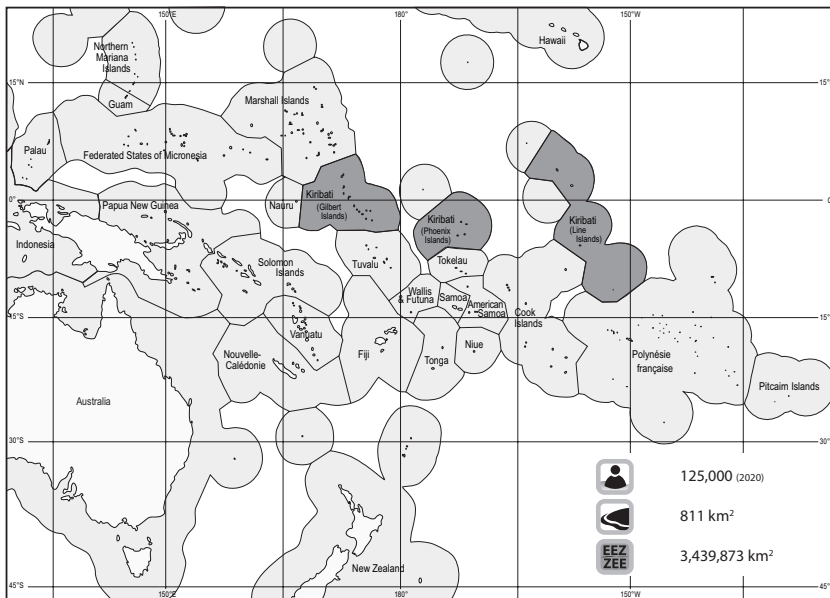 150°E
180°
150°W
Hawaii
Northern
Mariana
Islands
15°N
15°
Guam
Marshall Islands
Palau
Federated States of Micronesia
0°
0°
Nauru
Kiribati
(Gilbert
Islands)
Papua New Guinea
Kiribati
(Phoenix
Islands)
Kiribati
(Line
Islands)
Indonesia
Solomon
Islands
Tuvalu
Tokelau
Wallis
& Futuna
Samoa
American
Samoa
Cook
Islands
15°S
15°
Vanuatu
Nouvelle-
Calédonie
Fiji
Tonga
Niue
Polynésie
française
Pitcairn Islands
Australia
30°S
30°
125,000 (2020)
811 km²
EEZ
ZEE
3,439,873 km²
New Zealand
45°S
45°
150°E
180°
150°W